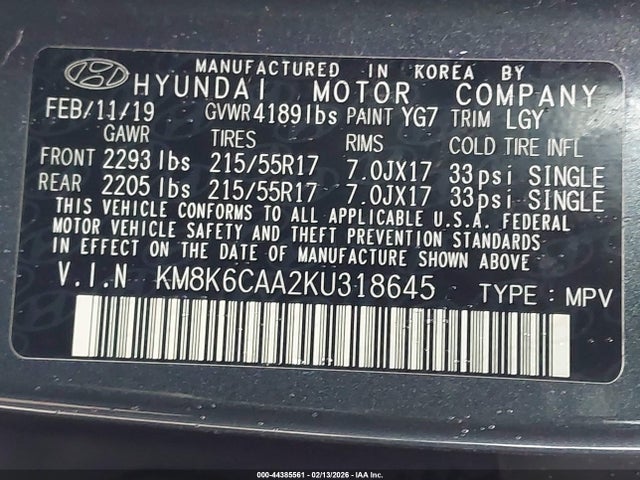 MANUFACTURED IN KOREA BY
HYUNDAI MOTOR COMPANY
FEB/11/19 GVWR 4189 lbs PAINT YG7 TRIM LGY
GAWR TIRES RIMS COLD TIRE INFL
FRONT 2293 lbs 215/55R17 7.0JX17 33psi SINGLE
REAR 2205 lbs 215/55R17 7.0JX17 33psi SINGLE
THIS VEHICLE CONFORMS TO ALL APPLICABLE U.S.A. FEDERAL
MOTOR VEHICLE SAFETY AND THEFT PREVENTION STANDARDS
IN EFFECT ON THE DATE OF MANUFACTURE SHOWN ABOVE.
V.I.N KM8K6CAA2KU318645 TYPE: MPV
000-44385561 - 02/13/2026 - IAA Inc.